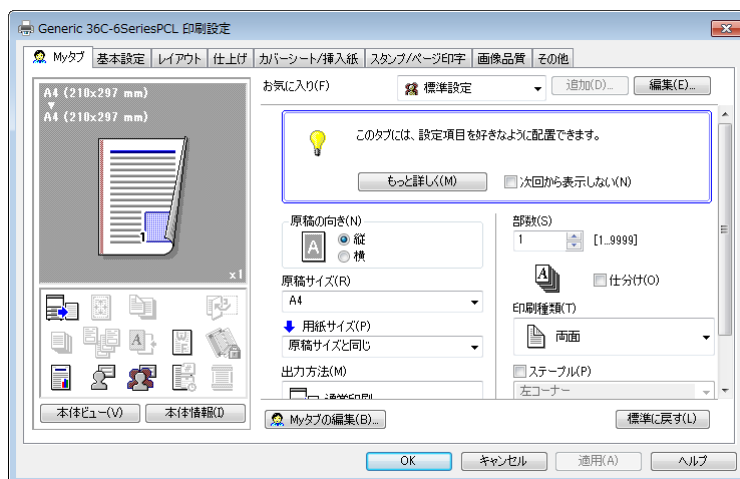 Generic 36C-6SeriesPCL 印刷設定
Myタブ 基本設定 レイアウト 仕上げ カバーシート/挿入紙 スタンプ/ページ印字 画像品質 その他
A4 (210x297 mm)
A4 (210x297 mm)
1
x1
本体ビュー(V) 本体情報(I)
お気に入り(F) 標準設定 追加(D)... 編集(E)...
このタブには、設定項目を好きなように配置できます。
もっと詳しく(M) 次回から表示しない(N)
原稿の向き(N)
A
縦
横
原稿サイズ(R)
A4
用紙サイズ(P)
原稿サイズと同じ
出力方法(M)
通常印刷
部数(S)
1 [1..9999]
仕分け(O)
印刷種類(T)
両面
ステープル(P)
左コーナー
Myタブの編集(B)... 標準に戻す(L)
OK キャンセル 適用(A) ヘルプ